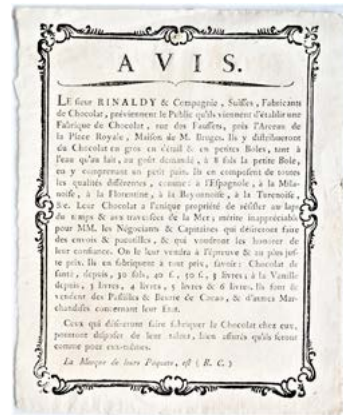 AVIS.
LE sieur RINALDY & Compagnie, Suisses, Fabricants
de Chocolat, préviennent le Public qu'ils viennent d'établir une
Fabrique de Chocolat, rue des Faussets, près l'Arceau de
la Place Royale, Maison de M. Bruges. Ils y distribueront
du Chocolat en gros en détail & en petites Boles, tant à
l'eau qu'au lait, au goût demandé, à 8 sols la petite Bole,
en y comprenant un petit pain. Ils en composent de toutes
les qualités différentes, comme : à l'Espagnole, à la Mila-
noise, à la Florentine, à la Bayonnoise, à la Turenoise,
&c. Leur Chocolat a l'unique propriété de résister au laps
du temps & aux traversées de la Mer; mérite inappréciable
pour MM. les Négociants & Capitaines qui désireront faire
des envois & pacotilles, & qui voudront les honorer de
leur confiance. On le leur vendra à l'épreuve & au plus jus-
te prix. Ils en fabriquent à tout prix, savoir : Chocolat de
santé, depuis, 30 sols, 40 s., 50 s., 3 livres; à la Vanille
depuis, 3 livres, 4 livres, 5 livres & 6 livres. Ils font &
vendent des Pastilles & Beurre de Cacao, & d'autres Mar-
chandises concernant leur Etat.
Ceux qui désireront faire fabriquer le Chocolat chez eux,
pourront disposer de leur talent, bien assurés qu'ils seront
comme pour eux-mêmes.
La Marque de leurs Paquets, est (R. C.)